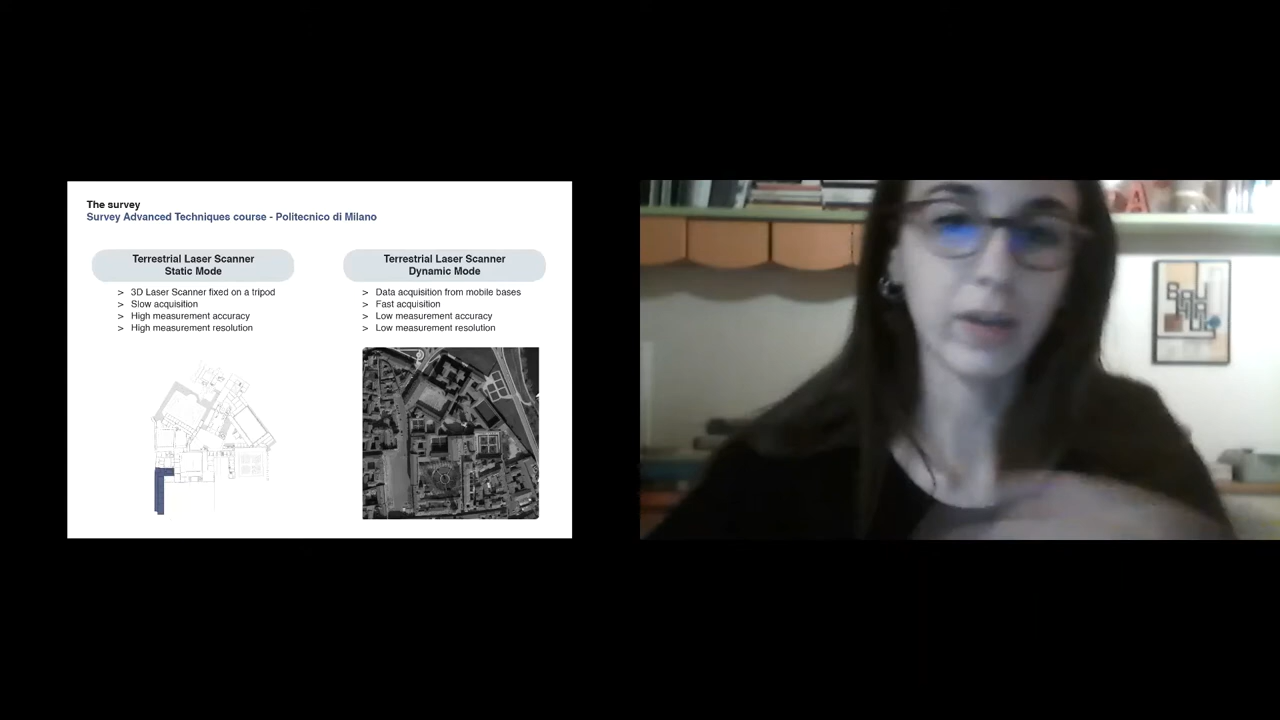 The survey
Survey Advanced Techniques course - Politecnico di Milano
Terrestrial Laser Scanner
Static Mode
> 3D Laser Scanner fixed on a tripod
> Slow acquisition
> High measurement accuracy
> High measurement resolution
Terrestrial Laser Scanner
Dynamic Mode
> Data acquisition from mobile bases
> Fast acquisition
> Low measurement accuracy
> Low measurement resolution